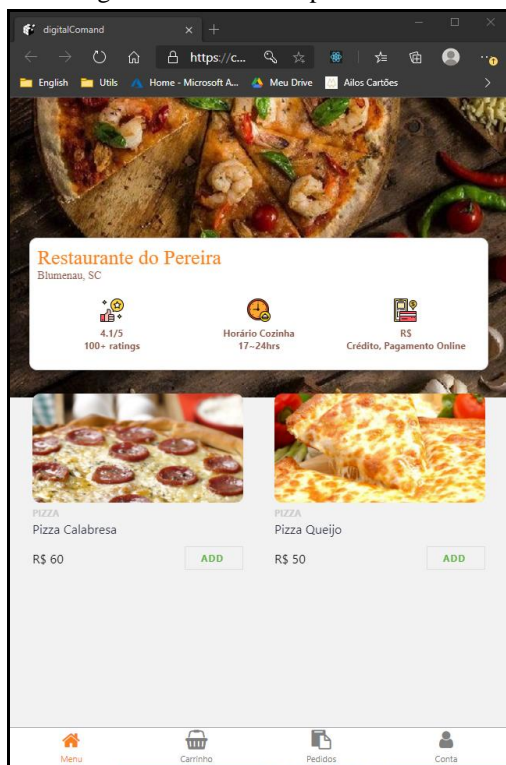 digitalComand
https://c...
English Utils Home - Microsoft A... Meu Drive Ailos Cartões
Restaurante do Pereira
Blumenau, SC
4.1/5
100+ ratings
Horário Cozinha
17~24hrs
R$
Crédito, Pagamento Online
PIZZA
Pizza Calabresa
R$ 60
ADD
PIZZA
Pizza Queijo
R$ 50
ADD
Menu
Carrinho
Pedidos
Conta